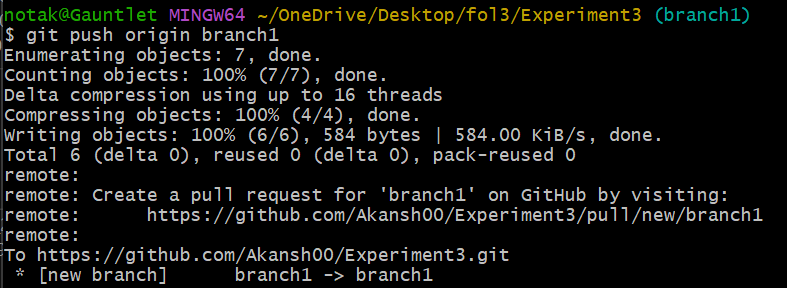 notak@Gauntlet MINGW64 ~/OneDrive/Desktop/fol3/Experiment3 (branch1)
$ git push origin branch1
Enumerating objects: 7, done.
Counting objects: 100% (7/7), done.
Delta compression using up to 16 threads
Compressing objects: 100% (4/4), done.
Writing objects: 100% (6/6), 584 bytes | 584.00 KiB/s, done.
Total 6 (delta 0), reused 0 (delta 0), pack-reused 0
remote:
remote: Create a pull request for 'branch1' on GitHub by visiting:
remote:      https://github.com/Akansh00/Experiment3/pull/new/branch1
remote:
To https://github.com/Akansh00/Experiment3.git
 * [new branch]      branch1 -> branch1